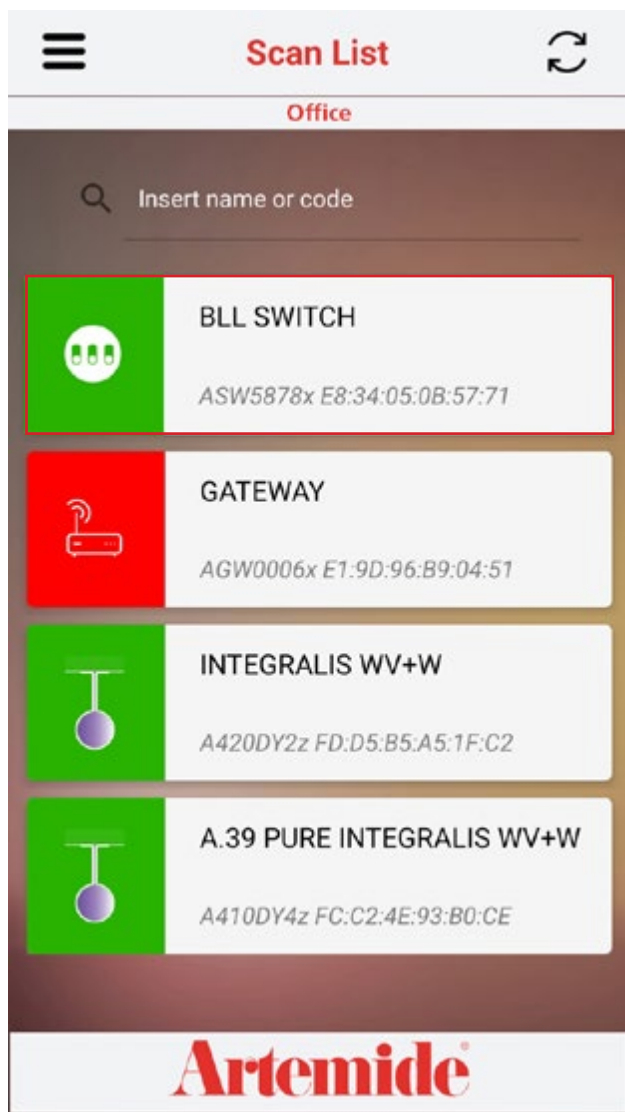 Scan List
Office
Insert name or code
BLL SWITCH
ASW5878x E8:34:05:0B:57:71
GATEWAY
AGW0006x E1:9D:96:B9:04:51
INTEGRALIS WV+W
A420DY2z FD:D5:B5:A5:1F:C2
A.39 PURE INTEGRALIS WV+W
A410DY4z FC:C2:4E:93:B0:CE
Artemide®